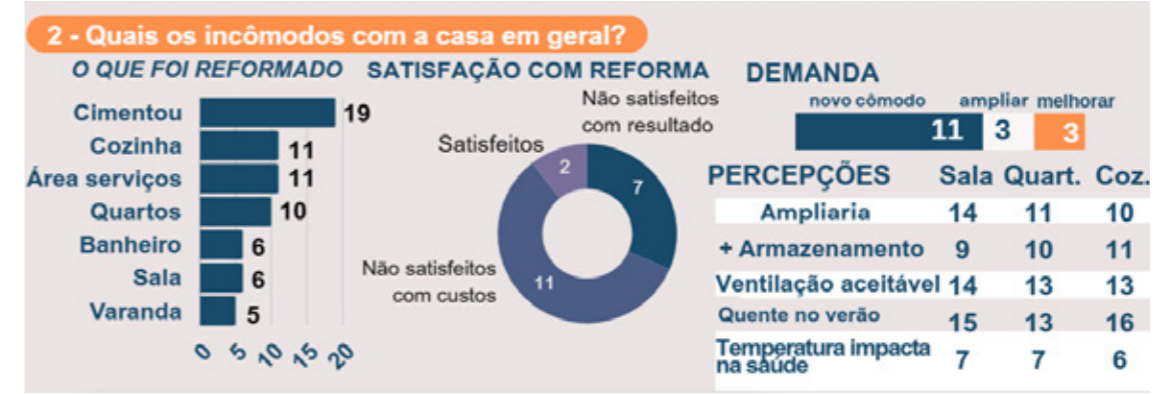 2 - Quais os incômodos com a casa em geral?
O QUE FOI REFORMADO
Cimentou 19
Cozinha 11
Área serviços 11
Quartos 10
Banheiro 6
Sala 6
Varanda 5
0 5 10 15 20
SATISFAÇÃO COM REFORMA
Não satisfeitos
com resultado
7
Satisfeitos
2
Não satisfeitos
com custos
11
DEMANDA
novo cômodo ampliar melhorar
11 3 3
PERCEPÇÕES Sala Quart. Coz.
Ampliaria 14 11 10
+ Armazenamento 9 10 11
Ventilação aceitável 14 13 13
Quente no verão 15 13 16
Temperatura impacta
na saúde 7 7 6